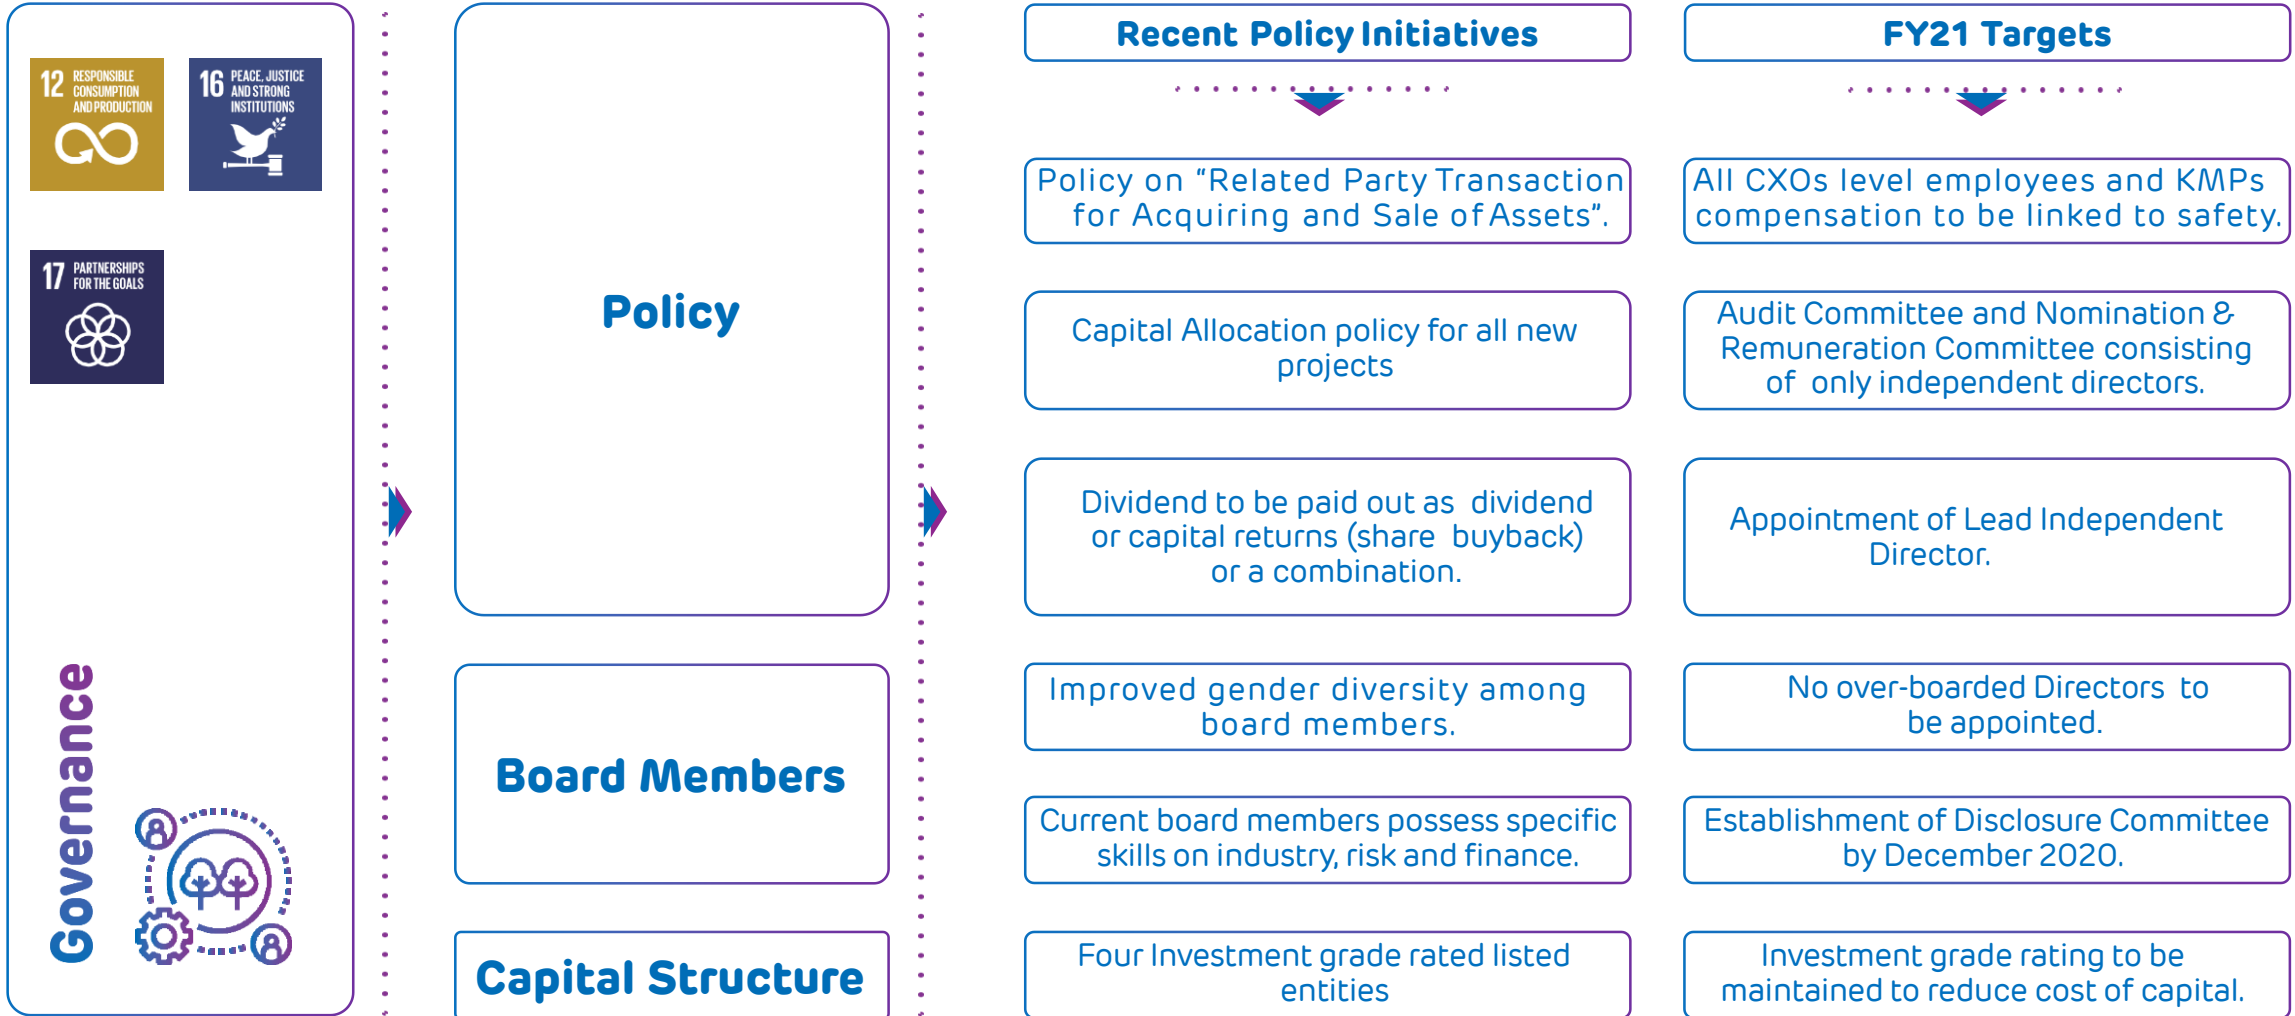 12 RESPONSIBLE
CONSUMPTION
AND PRODUCTION
16 PEACE, JUSTICE
AND STRONG
INSTITUTIONS
17 PARTNERSHIPS
FOR THE GOALS
Governance
Policy
Board Members
Capital Structure
Recent Policy Initiatives
Policy on “Related Party Transaction
for Acquiring and Sale of Assets”.
Capital Allocation policy for all new
projects
Dividend to be paid out as dividend
or capital returns (share buyback)
or a combination.
Improved gender diversity among
board members.
Current board members possess specific
skills on industry, risk and finance.
Four Investment grade rated listed
entities
FY21 Targets
All CXOs level employees and KMPs
compensation to be linked to safety.
Audit Committee and Nomination &
Remuneration Committee consisting
of only independent directors.
Appointment of Lead Independent
Director.
No over-boarded Directors to
be appointed.
Establishment of Disclosure Committee
by December 2020.
Investment grade rating to be
maintained to reduce cost of capital.